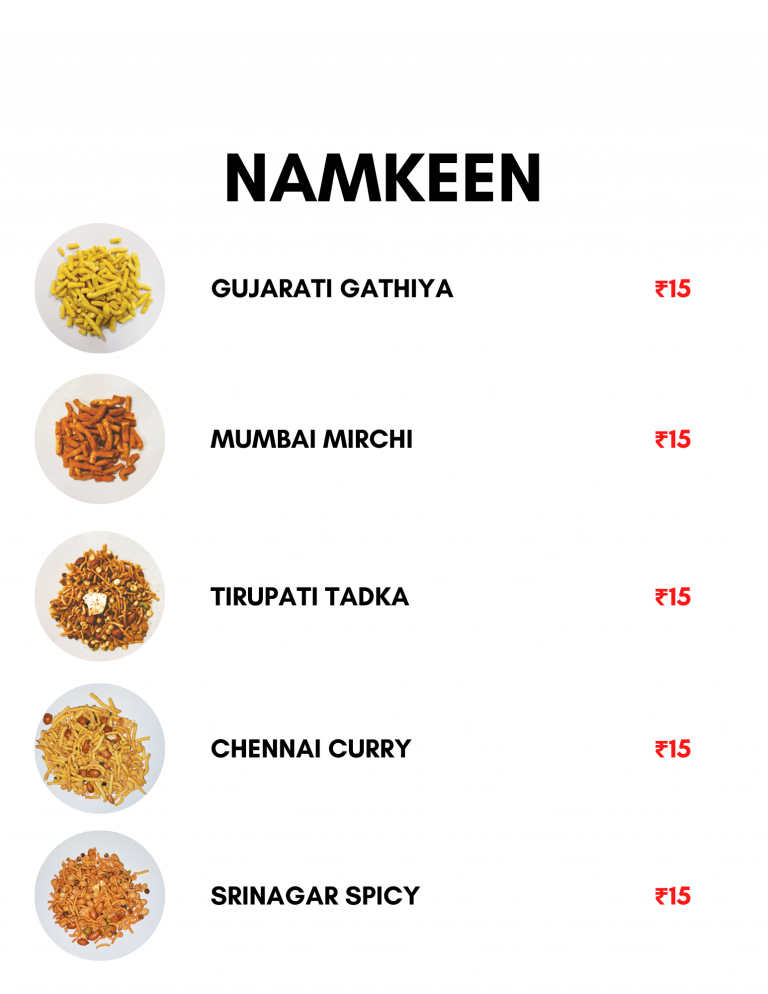 NAMKEEN
GUJARATI GATHIYA ₹15
MUMBAI MIRCHI ₹15
TIRUPATI TADKA ₹15
CHENNAI CURRY ₹15
SRINAGAR SPICY ₹15